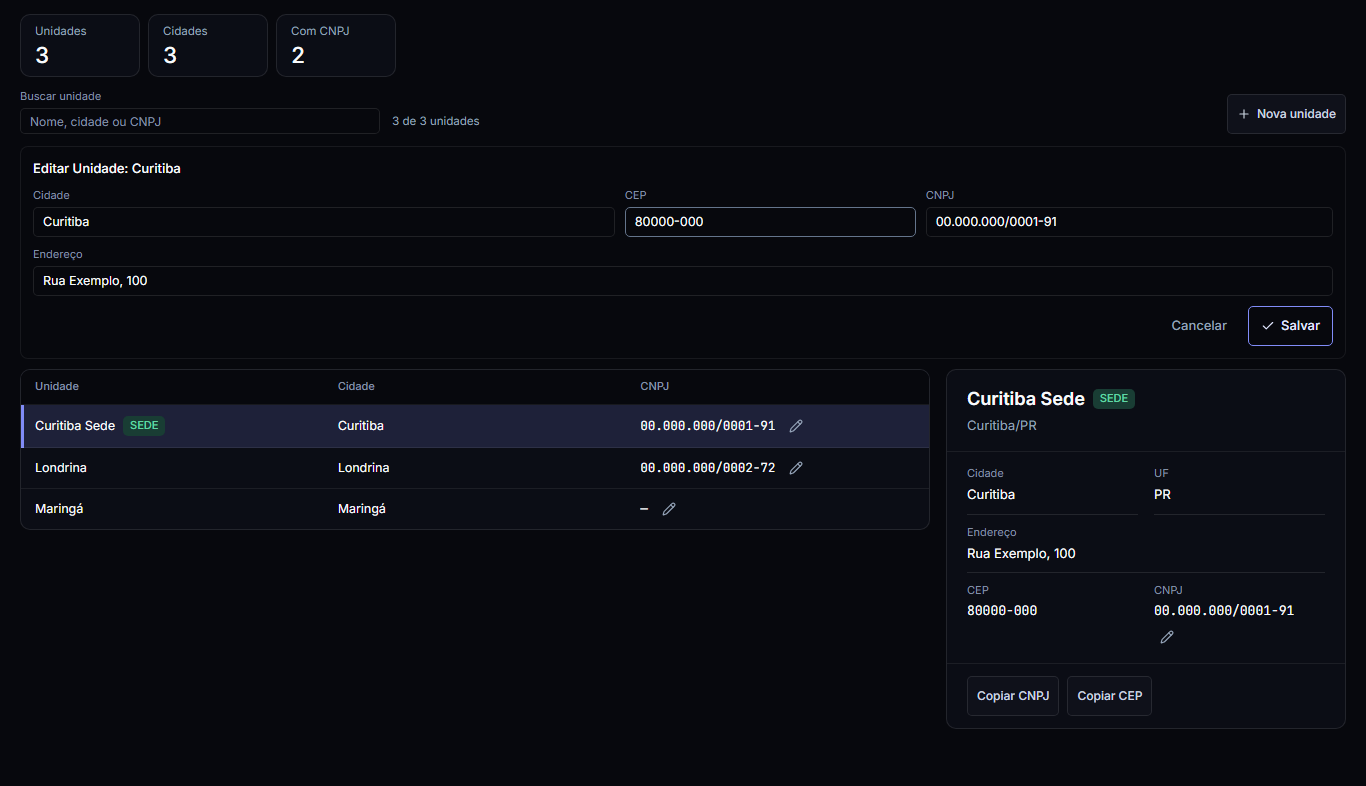 Unidades
3
Cidades
3
Com CNPJ
2
Buscar unidade
Nome, cidade ou CNPJ
3 de 3 unidades
Nova unidade
Editar Unidade: Curitiba
Cidade
CEP
CNPJ
Curitiba
80000-000
00.000.000/0001-91
Endereço
Rua Exemplo, 100
Cancelar
Salvar
Unidade Cidade CNPJ
Curitiba Sede SEDE Curitiba 00.000.000/0001-91
Londrina Londrina 00.000.000/0002-72
Maringá Maringá –
Curitiba Sede SEDE
Curitiba/PR
Cidade UF
Curitiba PR
Endereço
Rua Exemplo, 100
CEP CNPJ
80000-000 00.000.000/0001-91
Copiar CNPJ Copiar CEP